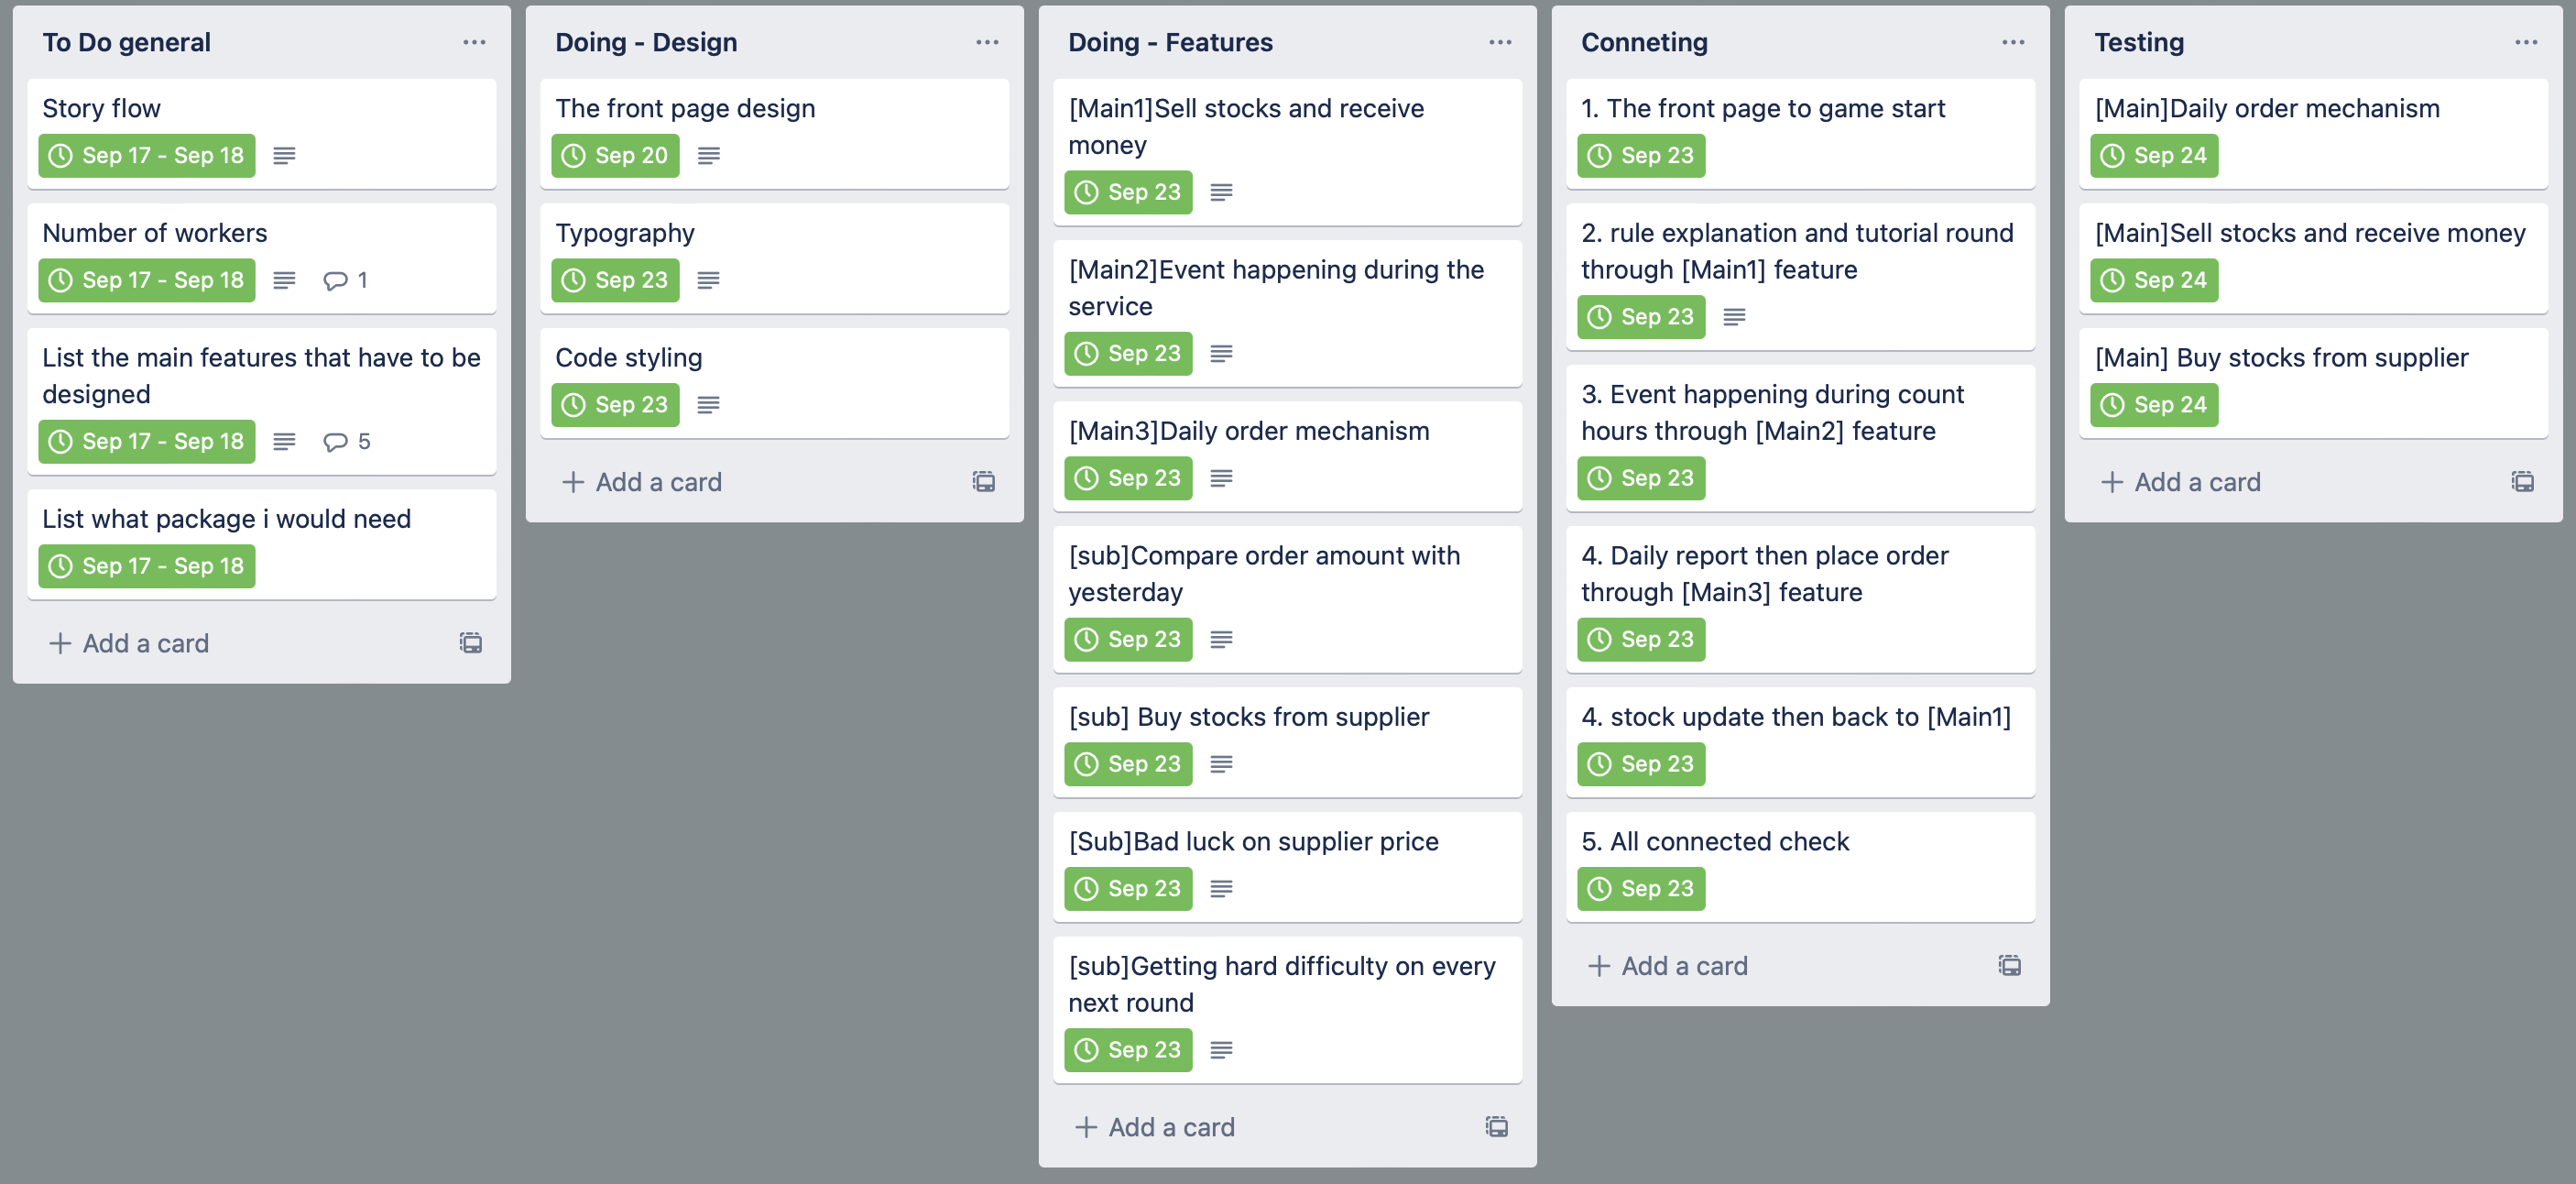 To Do general
Story flow
Sep 17 - Sep 18
Number of workers
Sep 17 - Sep 18
1
List the main features that have to be
designed
Sep 17 - Sep 18
5
List what package i would need
Sep 17 - Sep 18
Add a card
Doing - Design
The front page design
Sep 20
Typography
Sep 23
Code styling
Sep 23
Add a card
Doing - Features
[Main1]Sell stocks and receive
money
Sep 23
[Main2]Event happening during the
service
Sep 23
[Main3]Daily order mechanism
Sep 23
[sub]Compare order amount with
yesterday
Sep 23
[sub] Buy stocks from supplier
Sep 23
[Sub]Bad luck on supplier price
Sep 23
[sub]Getting hard difficulty on every
next round
Sep 23
Add a card
Conneting
1. The front page to game start
Sep 23
2. rule explanation and tutorial round
through [Main1] feature
Sep 23
3. Event happening during count
hours through [Main2] feature
Sep 23
4. Daily report then place order
through [Main3] feature
Sep 23
4. stock update then back to [Main1]
Sep 23
5. All connected check
Sep 23
Add a card
Testing
[Main]Daily order mechanism
Sep 24
[Main]Sell stocks and receive money
Sep 24
[Main] Buy stocks from supplier
Sep 24
Add a card